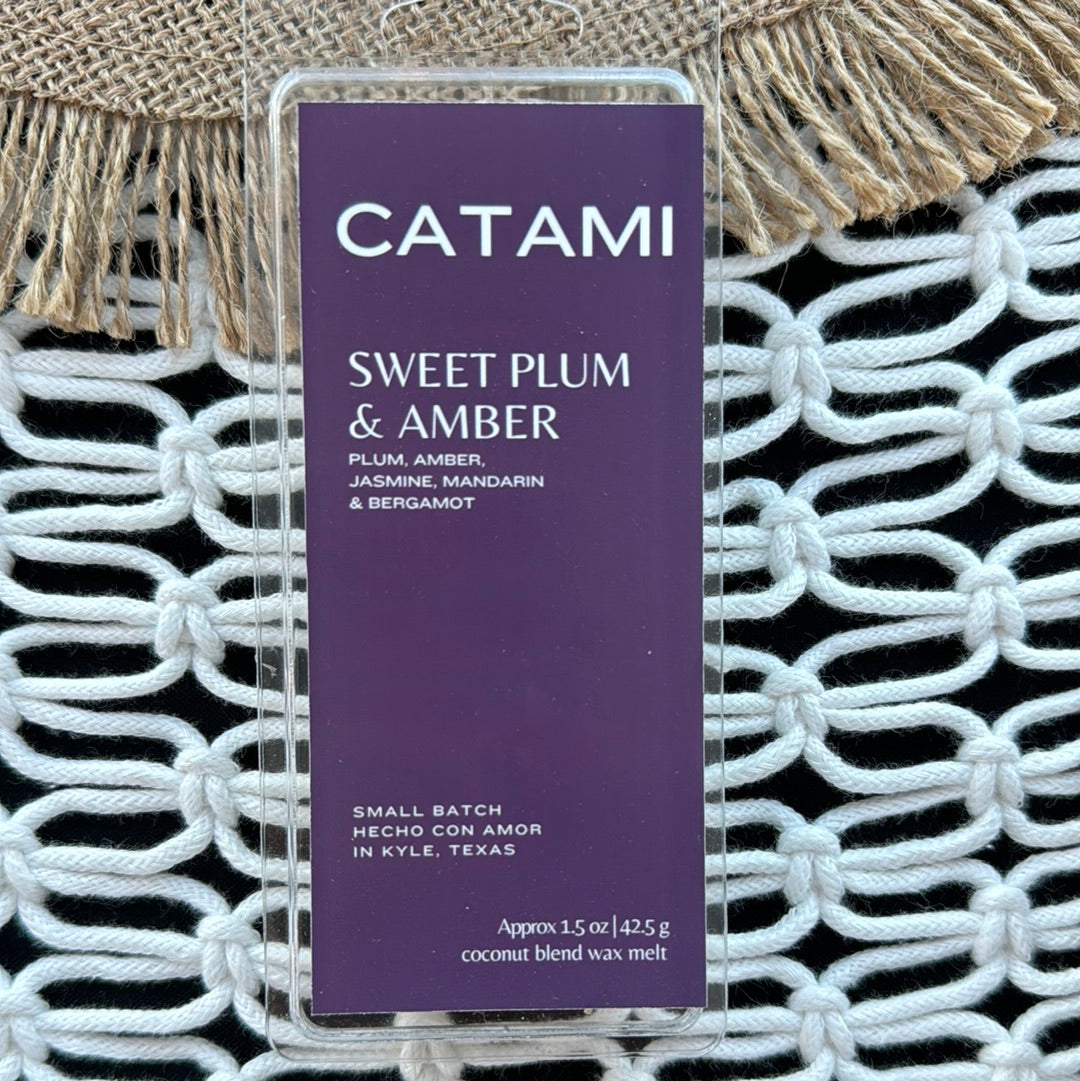 CATAMI
SWEET PLUM
& AMBER
PLUM, AMBER,
JASMINE, MANDARIN
& BERGAMOT
SMALL BATCH
HECHO CON AMOR
IN KYLE, TEXAS
Approx 1.5 oz|42.5 g
coconut blend wax melt